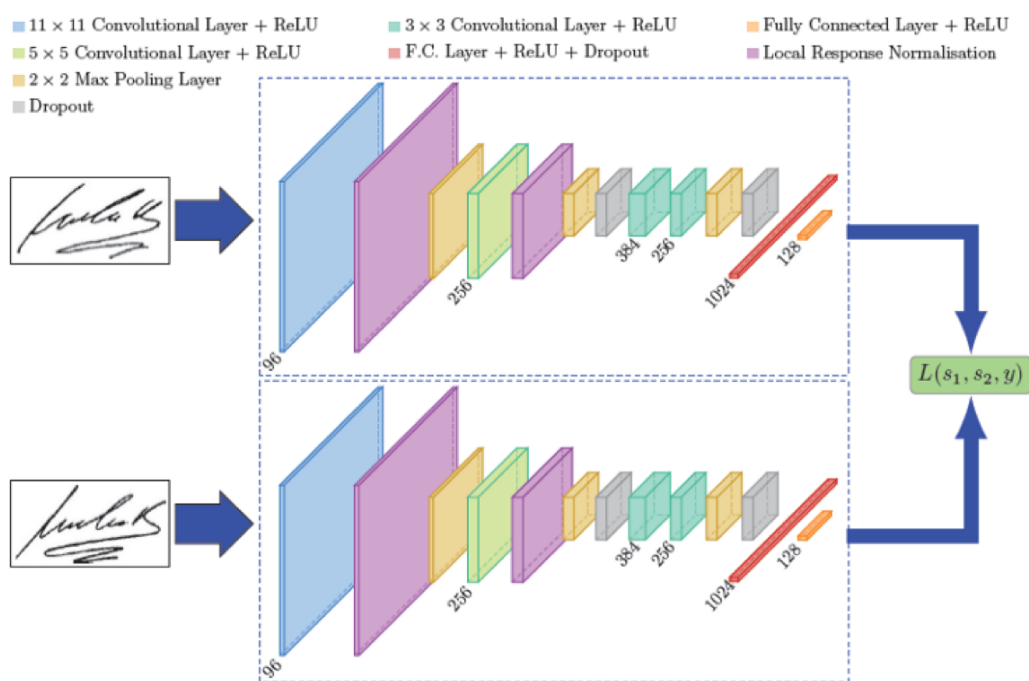 11 × 11 Convolutional Layer + ReLU
3 × 3 Convolutional Layer + ReLU
Fully Connected Layer + ReLU
5 × 5 Convolutional Layer + ReLU
F.C. Layer + ReLU + Dropout
Local Response Normalisation
2 × 2 Max Pooling Layer
Dropout
96
256
384
256
1024
128
L(s₁, s₂, y)
96
256
384
256
1024
128